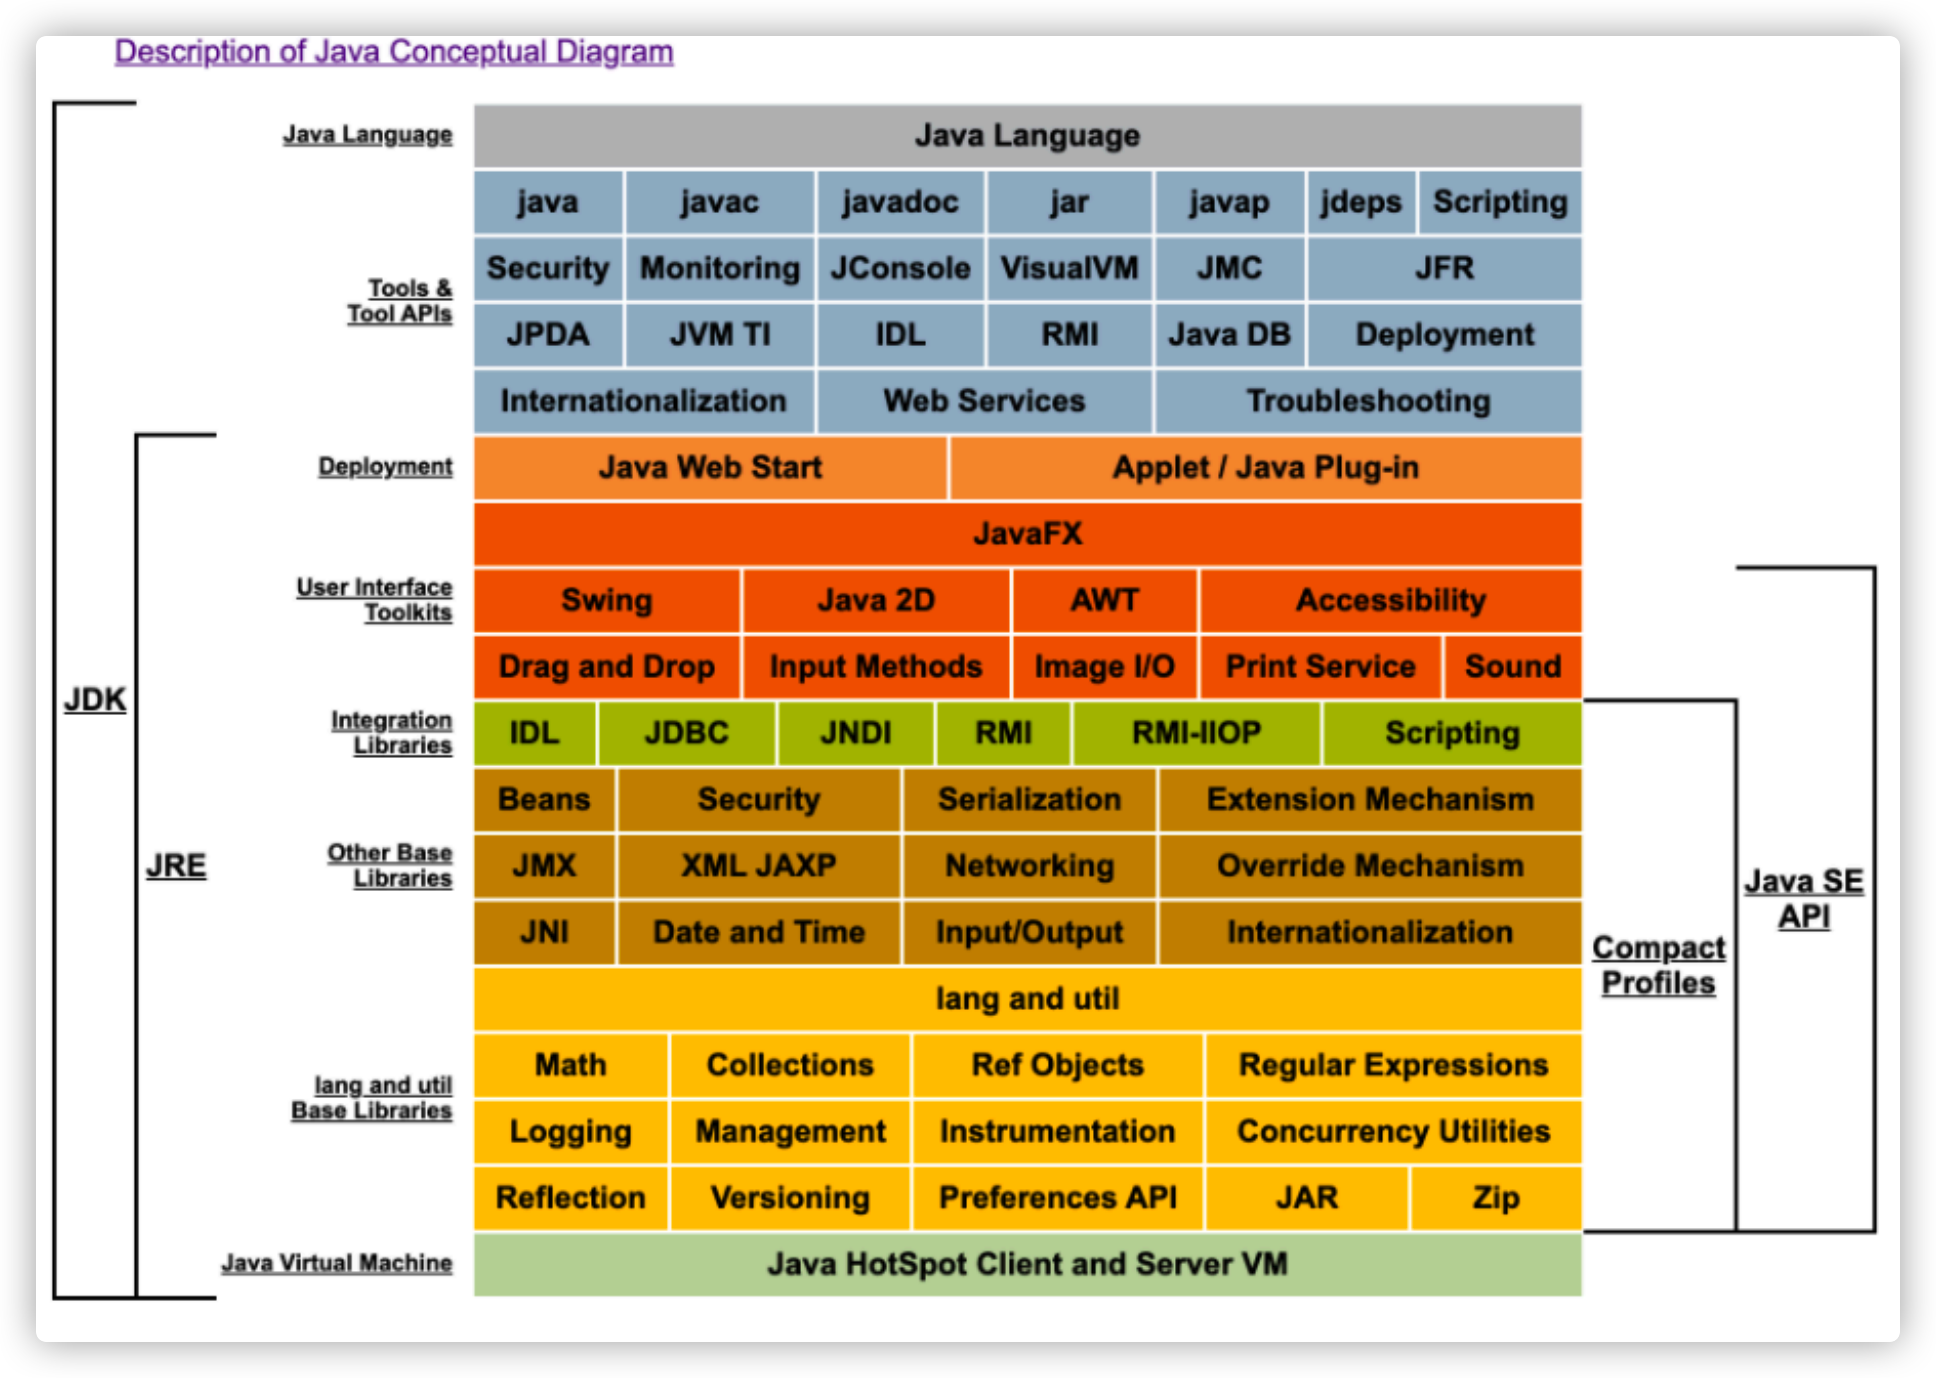 Description of Java Conceptual Diagram
Java Language
Java Language
java javac javadoc jar javap jdeps Scripting
Tools &
Tool APIs
Security Monitoring JConsole VisualVM JMC JFR
JPDA JVM TI IDL RMI Java DB Deployment
Internationalization Web Services Troubleshooting
Deployment
Java Web Start Applet / Java Plug-in
JavaFX
User Interface
Toolkits
Swing Java 2D AWT Accessibility
Drag and Drop Input Methods Image I/O Print Service Sound
JDK
Integration
Libraries
IDL JDBC JNDI RMI RMI-IIOP Scripting
Beans Security Serialization Extension Mechanism
JRE
Other Base
Libraries
JMX XML JAXP Networking Override Mechanism
Java SE
API
JNI Date and Time Input/Output Internationalization
Compact
Profiles
lang and util
Math Collections Ref Objects Regular Expressions
lang and util
Base Libraries
Logging Management Instrumentation Concurrency Utilities
Reflection Versioning Preferences API JAR Zip
Java Virtual Machine
Java HotSpot Client and Server VM